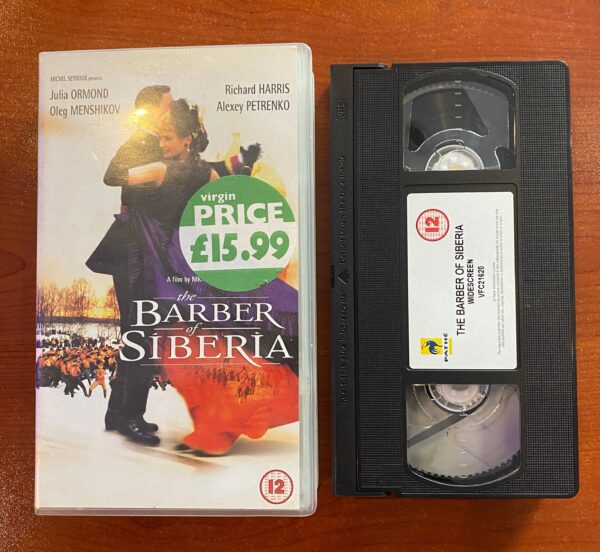 MICHEL SEYDOUX presents
Julia ORMOND
Oleg MENSHIKOV
Richard HARRIS
Alexey PETRENKO
virgin
PRICE
£15.99
A film by
the
BARBER
of
SIBERIA
12
12
THE BARBER OF SIBERIA
WIDESCREEN
VFC21626
PATHÉ